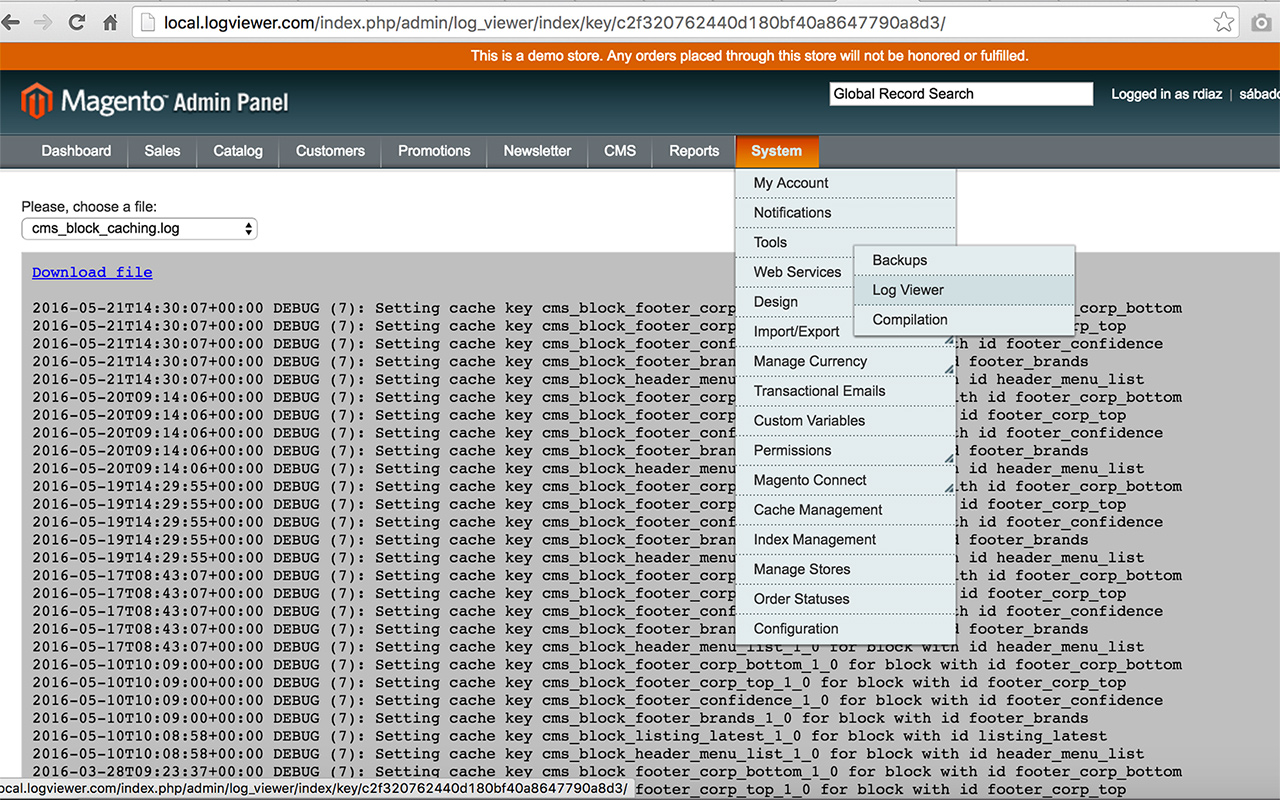 local.logviewer.com/index.php/admin/log_viewer/index/key/c2f320762440d180bf40a8647790a8d3/
This is a demo store. Any orders placed through this store will not be honored or fulfilled.
Magento Admin Panel
Global Record Search
Logged in as rdiaz | sábado
Dashboard Sales Catalog Customers Promotions Newsletter CMS Reports System
My Account
Notifications
Tools
Web Services
Design
Import/Export
Manage Currency
Transactional Emails
Custom Variables
Permissions
Magento Connect
Cache Management
Index Management
Manage Stores
Order Statuses
Configuration
Backups
Log Viewer
Compilation
Please, choose a file:
cms_block_caching.log
Download file
2016-05-21T14:30:07+00:00 DEBUG (7): Setting cache key cms_block_footer_corp _corp_bottom
2016-05-21T14:30:07+00:00 DEBUG (7): Setting cache key cms_block_footer_corp _corp_top
2016-05-21T14:30:07+00:00 DEBUG (7): Setting cache key cms_block_footer_conf h id footer_confidence
2016-05-21T14:30:07+00:00 DEBUG (7): Setting cache key cms_block_footer_bran footer_brands
2016-05-21T14:30:07+00:00 DEBUG (7): Setting cache key cms_block_header_menu id header_menu_list
2016-05-20T09:14:06+00:00 DEBUG (7): Setting cache key cms_block_footer_corp h id footer_corp_bottom
2016-05-20T09:14:06+00:00 DEBUG (7): Setting cache key cms_block_footer_corp id footer_corp_top
2016-05-20T09:14:06+00:00 DEBUG (7): Setting cache key cms_block_footer_conf h id footer_confidence
2016-05-20T09:14:06+00:00 DEBUG (7): Setting cache key cms_block_footer_bran footer_brands
2016-05-20T09:14:06+00:00 DEBUG (7): Setting cache key cms_block_header_menu id header_menu_list
2016-05-19T14:29:55+00:00 DEBUG (7): Setting cache key cms_block_footer_corp h id footer_corp_bottom
2016-05-19T14:29:55+00:00 DEBUG (7): Setting cache key cms_block_footer_corp id footer_corp_top
2016-05-19T14:29:55+00:00 DEBUG (7): Setting cache key cms_block_footer_conf h id footer_confidence
2016-05-19T14:29:55+00:00 DEBUG (7): Setting cache key cms_block_footer_bran footer_brands
2016-05-19T14:29:55+00:00 DEBUG (7): Setting cache key cms_block_header_menu id header_menu_list
2016-05-17T08:43:07+00:00 DEBUG (7): Setting cache key cms_block_footer_corp h id footer_corp_bottom
2016-05-17T08:43:07+00:00 DEBUG (7): Setting cache key cms_block_footer_corp id footer_corp_top
2016-05-17T08:43:07+00:00 DEBUG (7): Setting cache key cms_block_footer_conf h id footer_confidence
2016-05-17T08:43:07+00:00 DEBUG (7): Setting cache key cms_block_footer_bran footer_brands
2016-05-17T08:43:07+00:00 DEBUG (7): Setting cache key cms_block_header_menu_list_1_0 for block with id header_menu_list
2016-05-10T10:09:00+00:00 DEBUG (7): Setting cache key cms_block_footer_corp_bottom_1_0 for block with id footer_corp_bottom
2016-05-10T10:09:00+00:00 DEBUG (7): Setting cache key cms_block_footer_corp_top_1_0 for block with id footer_corp_top
2016-05-10T10:09:00+00:00 DEBUG (7): Setting cache key cms_block_footer_confidence_1_0 for block with id footer_confidence
2016-05-10T10:09:00+00:00 DEBUG (7): Setting cache key cms_block_footer_brands_1_0 for block with id footer_brands
2016-05-10T10:08:58+00:00 DEBUG (7): Setting cache key cms_block_listing_latest_1_0 for block with id listing_latest
2016-05-10T10:08:58+00:00 DEBUG (7): Setting cache key cms_block_header_menu_list_1_0 for block with id header_menu_list
2016-03-28T09:23:37+00:00 DEBUG (7): Setting cache key cms_block_footer_corp_bottom_1_0 for block with id footer_corp_bottom
footer_corp_top_1_0 for block with id footer_corp_top
ocal.logviewer.com/index.php/admin/log_viewer/index/key/c2f320762440d180bf40a8647790a8d3/